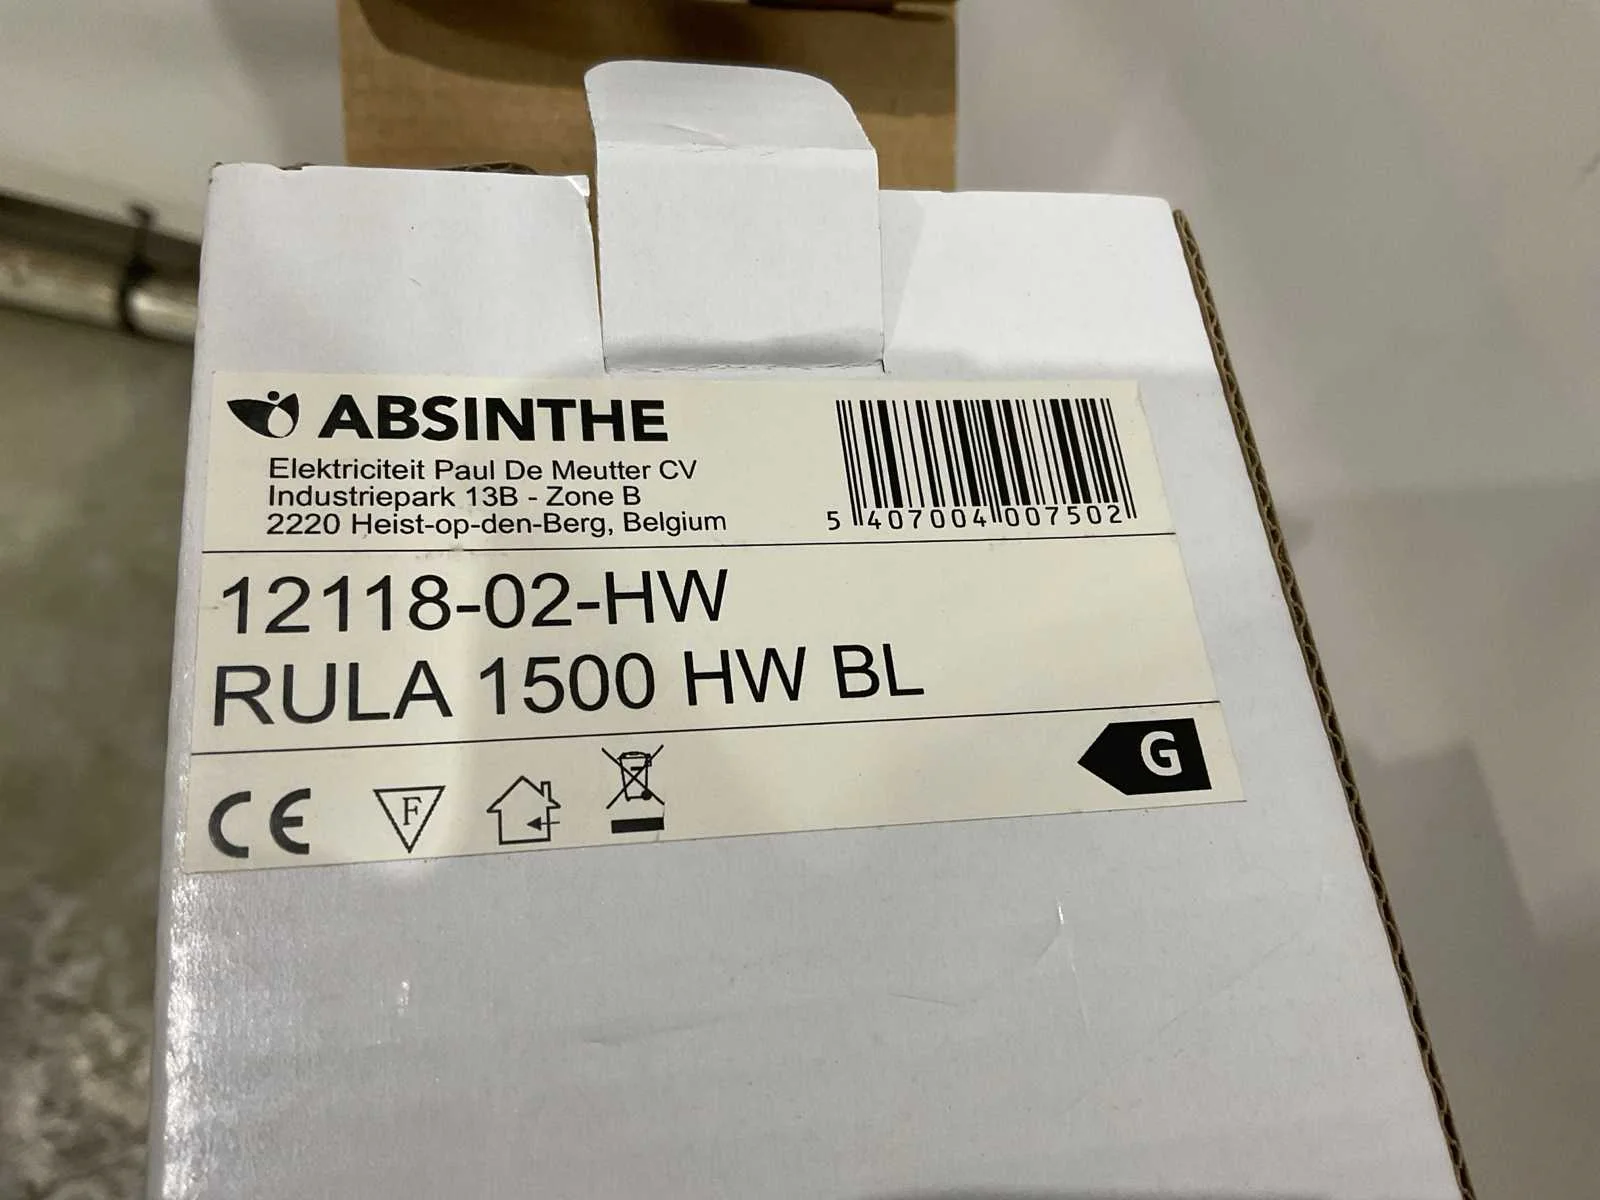 ABSINTHE
Elektriciteit Paul De Meutter CV
Industriepark 13B - Zone B
2220 Heist-op-den-Berg, Belgium
5 407004 007502
12118-02-HW
RULA 1500 HW BL
G
CE
F